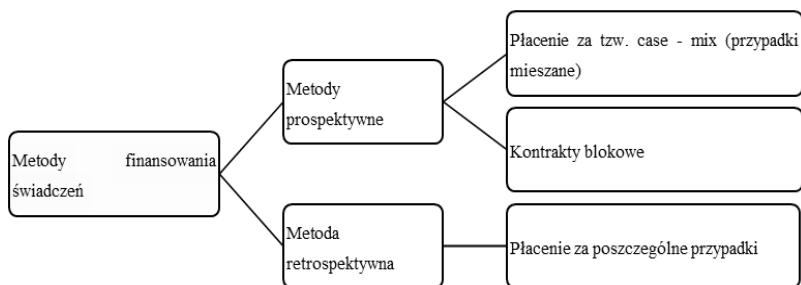 Metody finansowania
świadczeń
Metody
prospektywne
Płacenie za tzw. case - mix (przypadki
mieszane)
Kontrakty blokowe
Metoda
retrospektywna
Płacenie za poszczególne przypadki